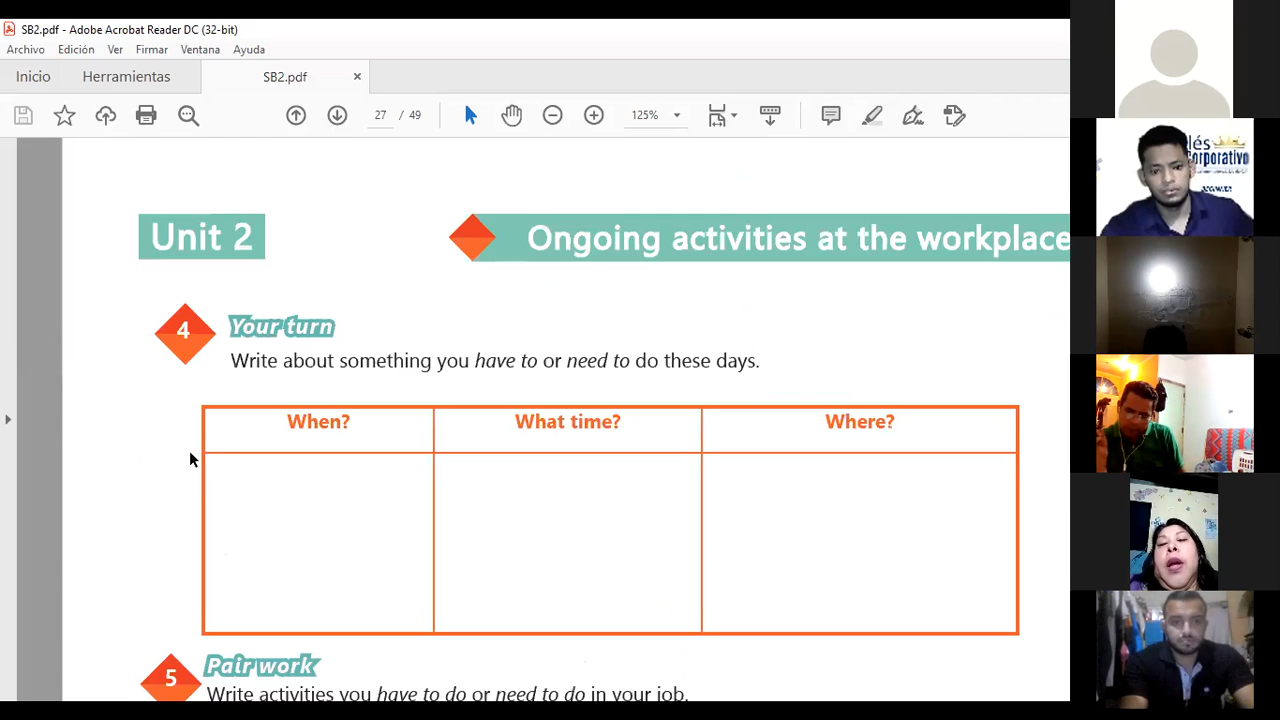 SB2.pdf - Adobe Acrobat Reader DC (32-bit)
Archivo Edición Ver Firmar Ventana Ayuda
Inicio Herramientas SB2.pdf ×
27 / 49 125%
Unit 2 Ongoing activities at the workplace
4 Your turn
Write about something you have to or need to do these days.
When? What time? Where?
5 Pair work
Write activities you have to do or need to do in your job.
lés
Corporativo